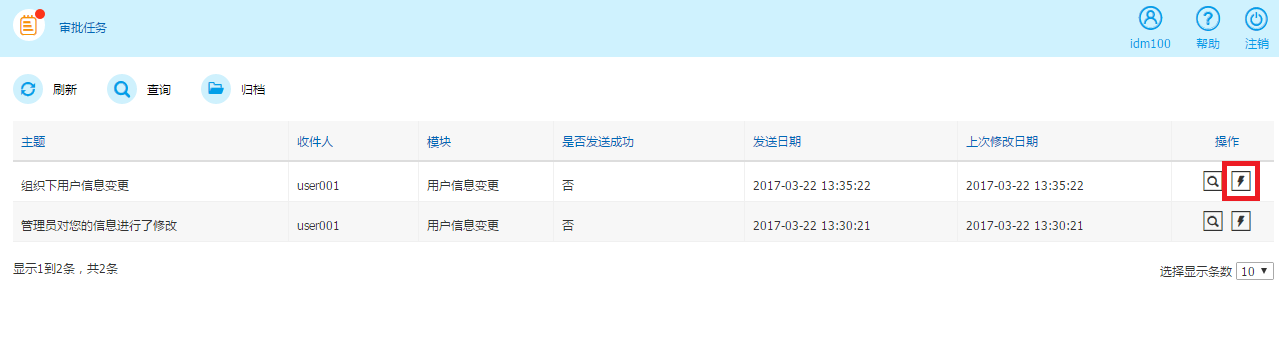 审批任务
idm100 帮助 注销
刷新 查询 归档
主题 收件人 模块 是否发送成功 发送日期 上次修改日期 操作
组织下用户信息变更 user001 用户信息变更 否 2017-03-22 13:35:22 2017-03-22 13:35:22
管理员对您的信息进行了修改 user001 用户信息变更 否 2017-03-22 13:30:21 2017-03-22 13:30:21
显示1到2条，共2条
选择显示条数 10